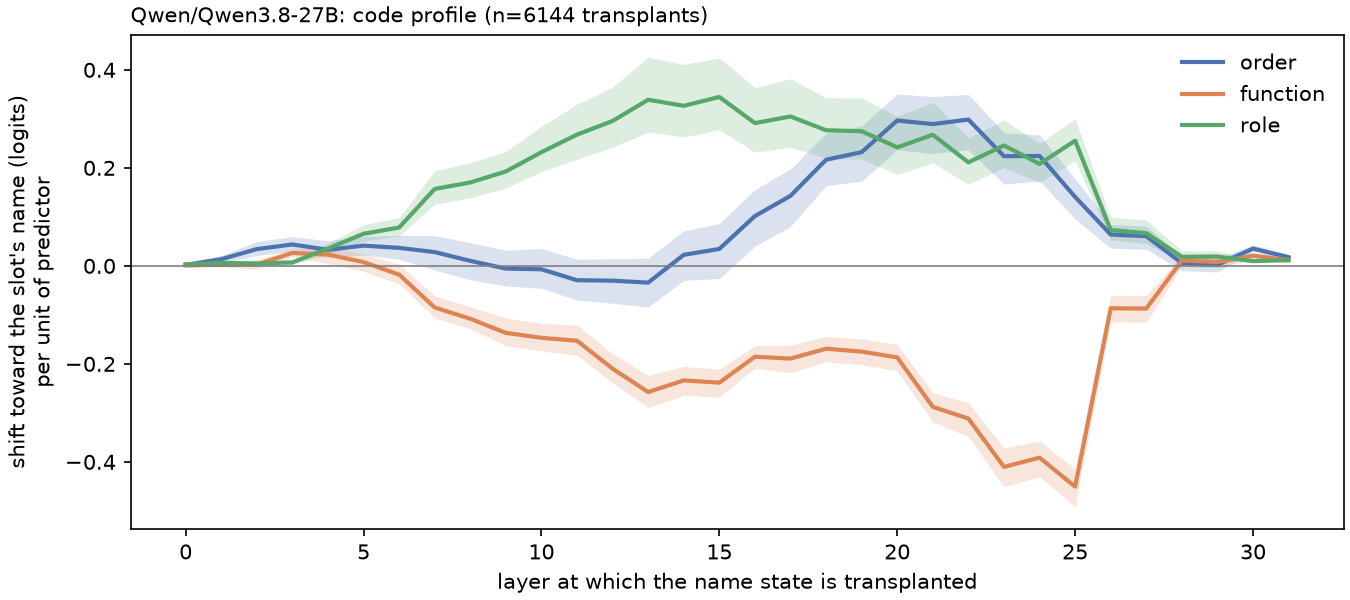 Qwen/Qwen3.8-27B: code profile (n=6144 transplants)
shift toward the slot's name (logits)
per unit of predictor
0.4
0.2
0.0
−0.2
−0.4
order
function
role
0 5 10 15 20 25 30
layer at which the name state is transplanted